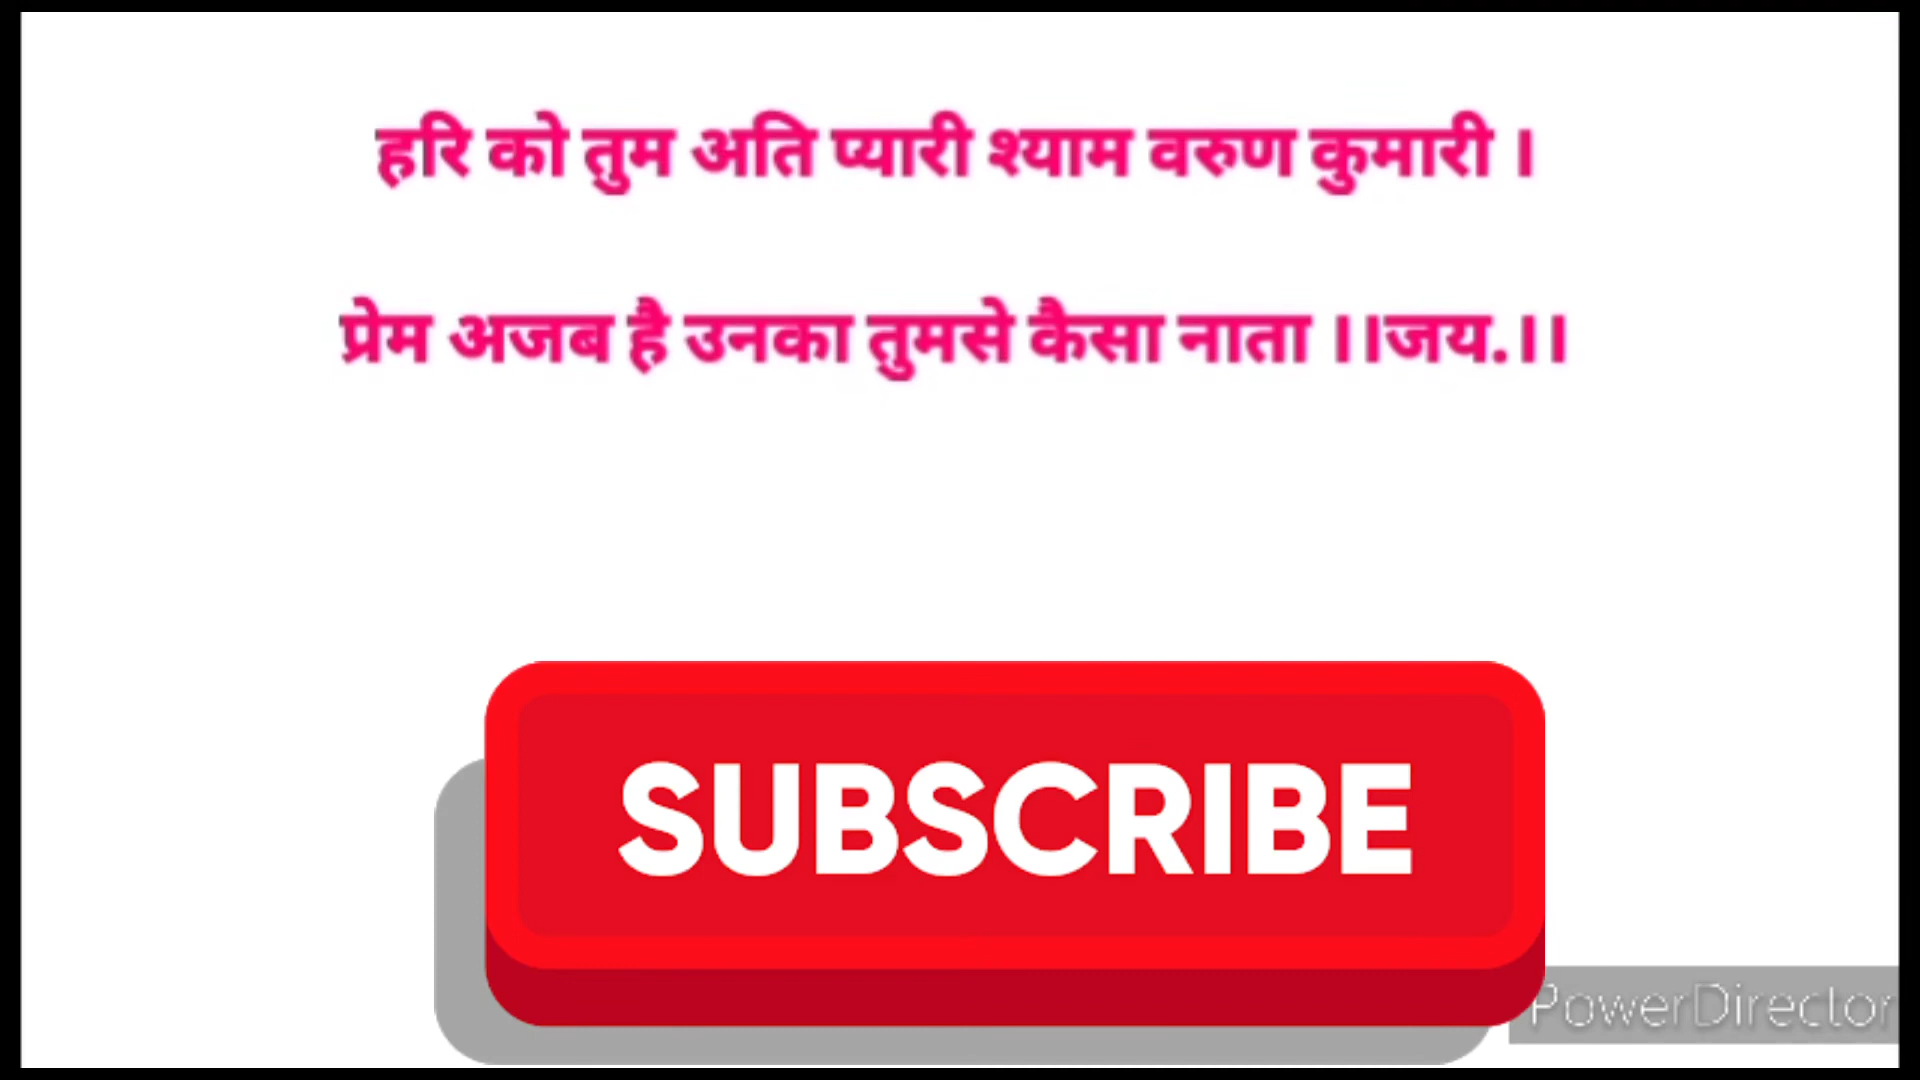 हरि को तुम अति प्यारी श्याम वरुण कुमारी ।
प्रेम अजब है उनका तुमसे कैसा नाता ।।जय.।।
SUBSCRIBE
PowerDirector